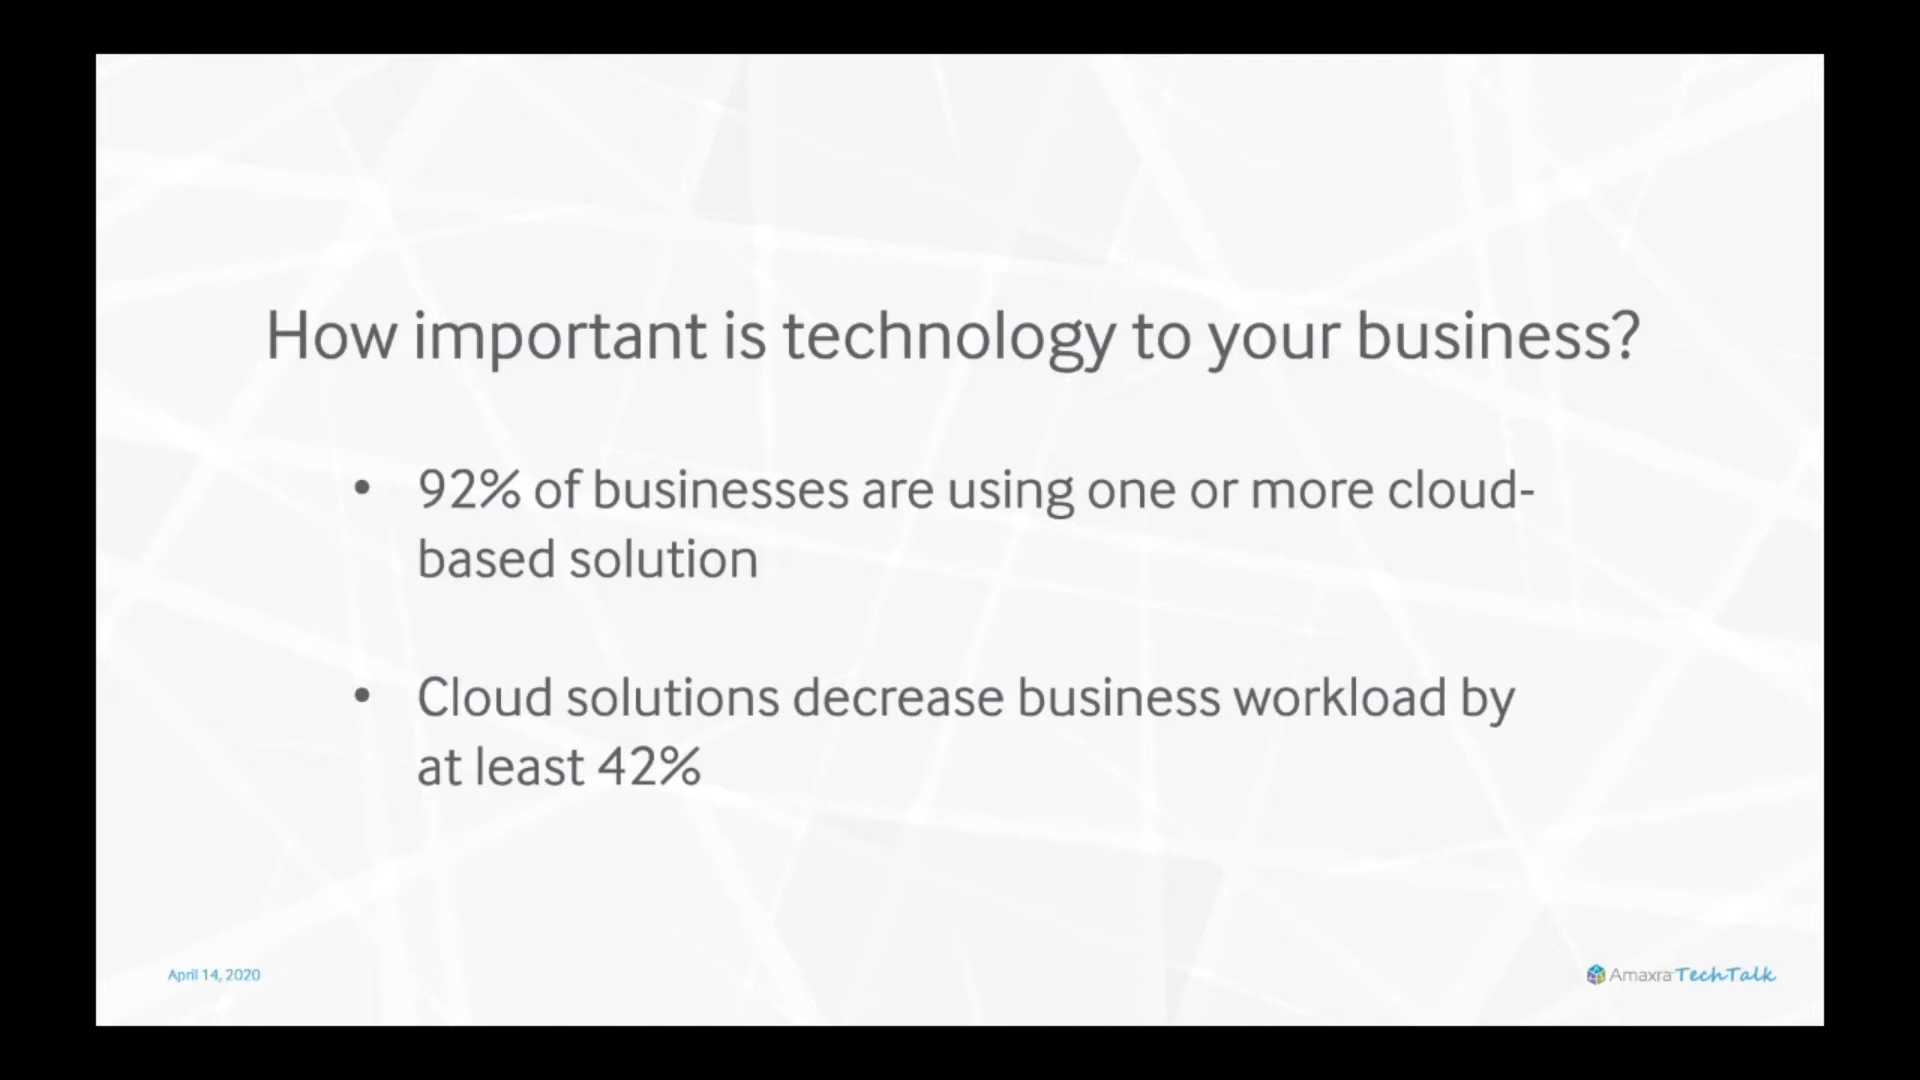 How important is technology to your business?
• 92% of businesses are using one or more cloud-
based solution
• Cloud solutions decrease business workload by
at least 42%
April 14, 2020
Amaxra TechTalk